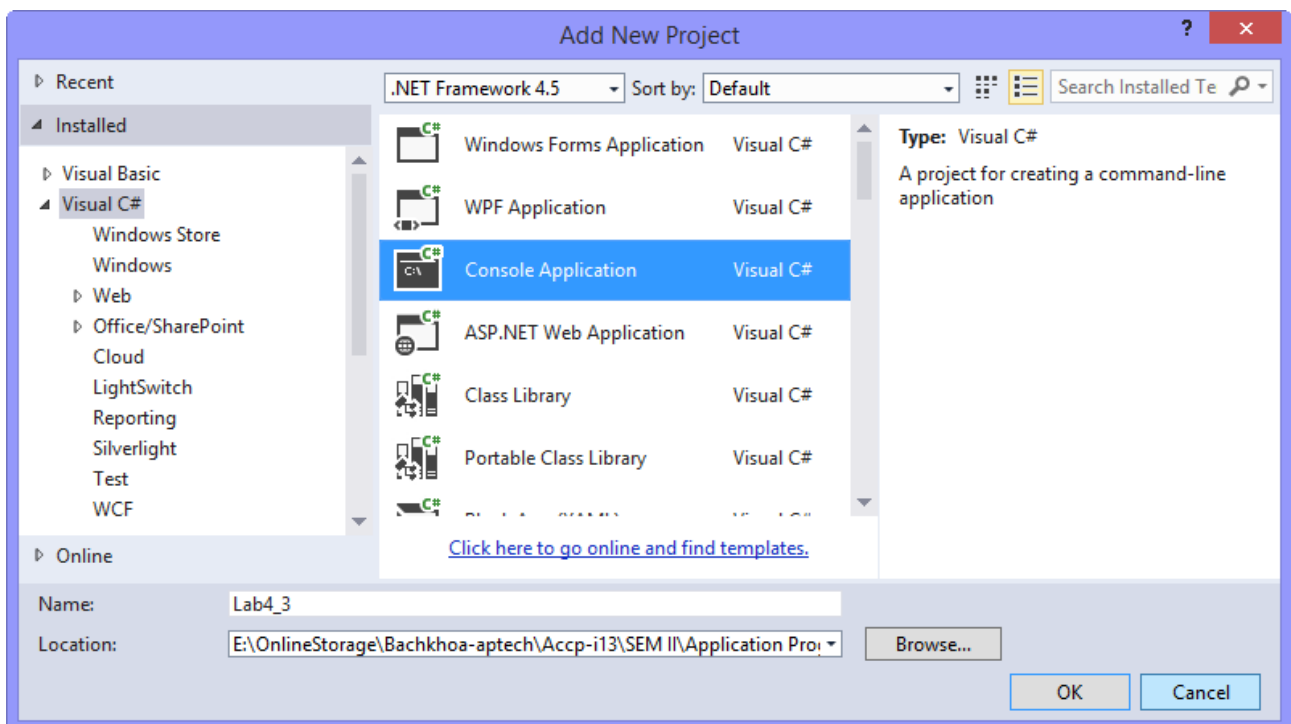 Add New Project
?
Recent
Installed
Visual Basic
Visual C#
Windows Store
Windows
Web
Office/SharePoint
Cloud
LightSwitch
Reporting
Silverlight
Test
WCF
Online
.NET Framework 4.5
Sort by: Default
Search Installed Te
C# Windows Forms Application Visual C#
C# WPF Application Visual C#
C# C:\ Console Application Visual C#
C# ASP.NET Web Application Visual C#
C# Class Library Visual C#
C# Portable Class Library Visual C#
C#
Click here to go online and find templates.
Type: Visual C#
A project for creating a command-line
application
Name: Lab4_3
Location: E:\OnlineStorage\Bachkhoa-aptech\Accp-i13\SEM II\Application Pro
Browse...
OK Cancel